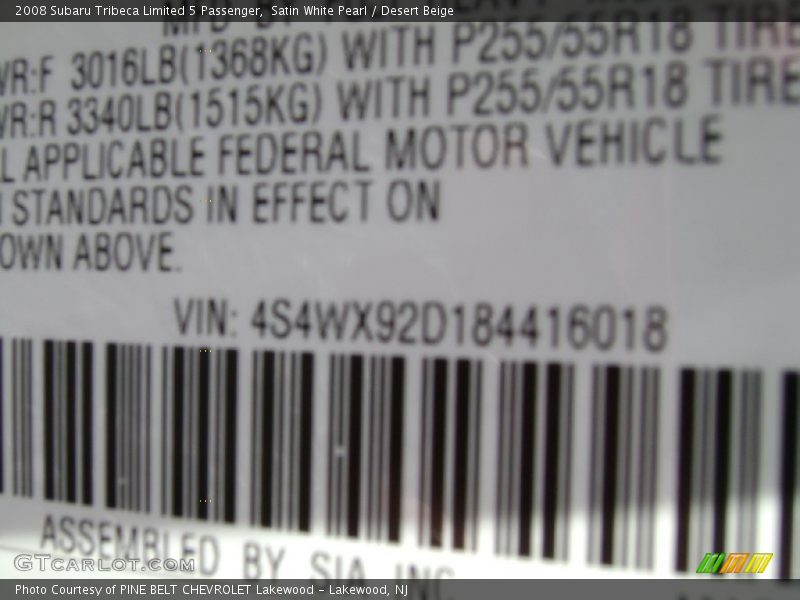 2008 Subaru Tribeca Limited 5 Passenger, Satin White Pearl / Desert Beige
WR:F 3016LB(1368KG) WITH P255/55R18 TIRE
WR:R 3340LB(1515KG) WITH P255/55R18 TIRE
L APPLICABLE FEDERAL MOTOR VEHICLE
STANDARDS IN EFFECT ON
OWN ABOVE.
VIN: 4S4WX92D184416018
ASSEMBLED BY SIA, INC.
GTCARLOT.COM
Photo Courtesy of PINE BELT CHEVROLET Lakewood - Lakewood, NJ